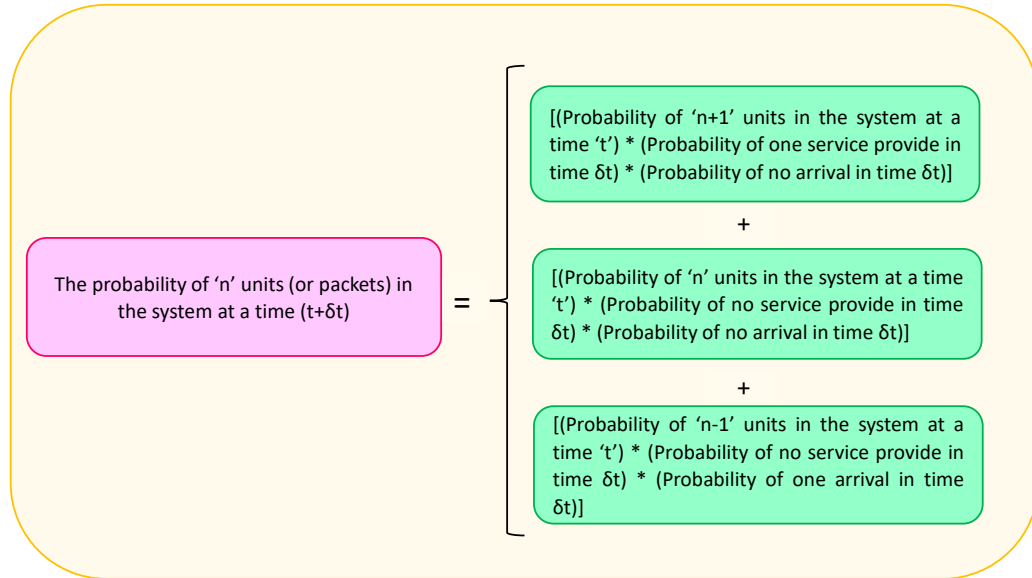 The probability of ‘n’ units (or packets) in
the system at a time (t+δt)
=
[(Probability of ‘n+1’ units in the system at a
time ‘t’) * (Probability of one service provide in
time δt) * (Probability of no arrival in time δt)]
+
[(Probability of ‘n’ units in the system at a time
‘t’) * (Probability of no service provide in time
δt) * (Probability of no arrival in time δt)]
+
[(Probability of ‘n-1’ units in the system at a
time ‘t’) * (Probability of no service provide in
time δt) * (Probability of one arrival in time
δt)]